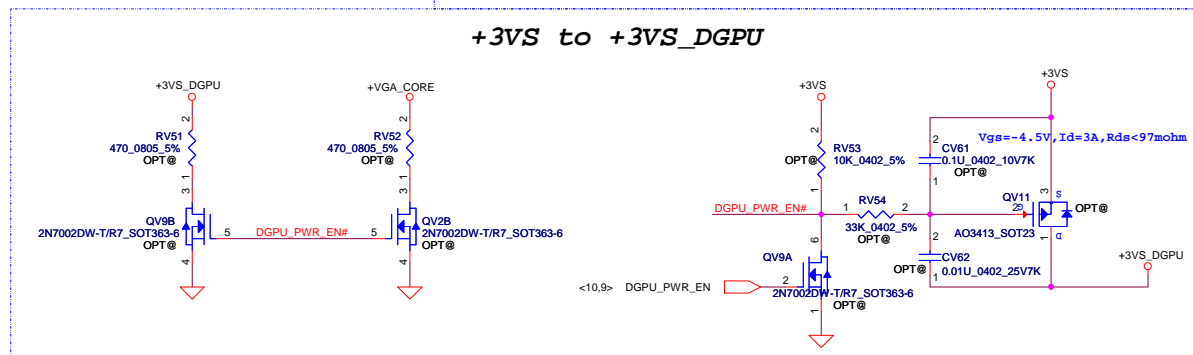 +3VS to +3VS_DGPU
+3VS_DGPU
2
RV51
470_0805_5%
OPT@
1
3
QV9B
2N7002DW-T/R7_SOT363-6
OPT@
5
4
DGPU_PWR_EN#
+VGA_CORE
2
RV52
470_0805_5%
OPT@
1
3
5
QV2B
2N7002DW-T/R7_SOT363-6
OPT@
4
+3VS
2
RV53
10K_0402_5%
OPT@
1
DGPU_PWR_EN#
1
RV54
2
33K_0402_5%
OPT@
6
QV9A
<10,9> DGPU_PWR_EN
2
2N7002DW-T/R7_SOT363-6
OPT@
1
+3VS
Vgs=-4.5V,Id=3A,Rds<97mohm
2
CV61
0.1U_0402_10V7K
OPT@
1
3
S
QV11
2
G
OPT@
AO3413_SOT23
1
D
2
CV62
0.01U_0402_25V7K
OPT@
1
+3VS_DGPU